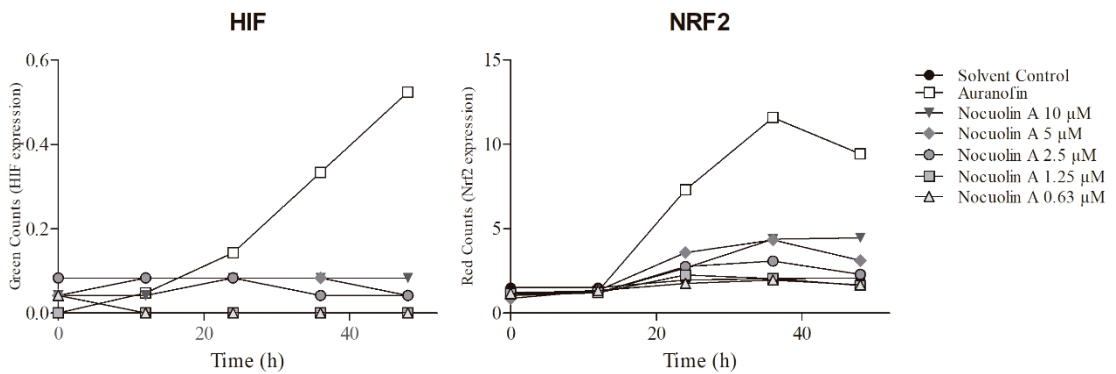 HIF
0.6
0.4
0.2
0.0
0
20
40
Green Counts (HIF expression)
Time (h)
NRF2
15
10
5
0
0
20
40
Red Counts (Nrf2 expression)
Time (h)
Solvent Control
Auranofin
Nocuolin A 10 µM
Nocuolin A 5 µM
Nocuolin A 2.5 µM
Nocuolin A 1.25 µM
Nocuolin A 0.63 µM